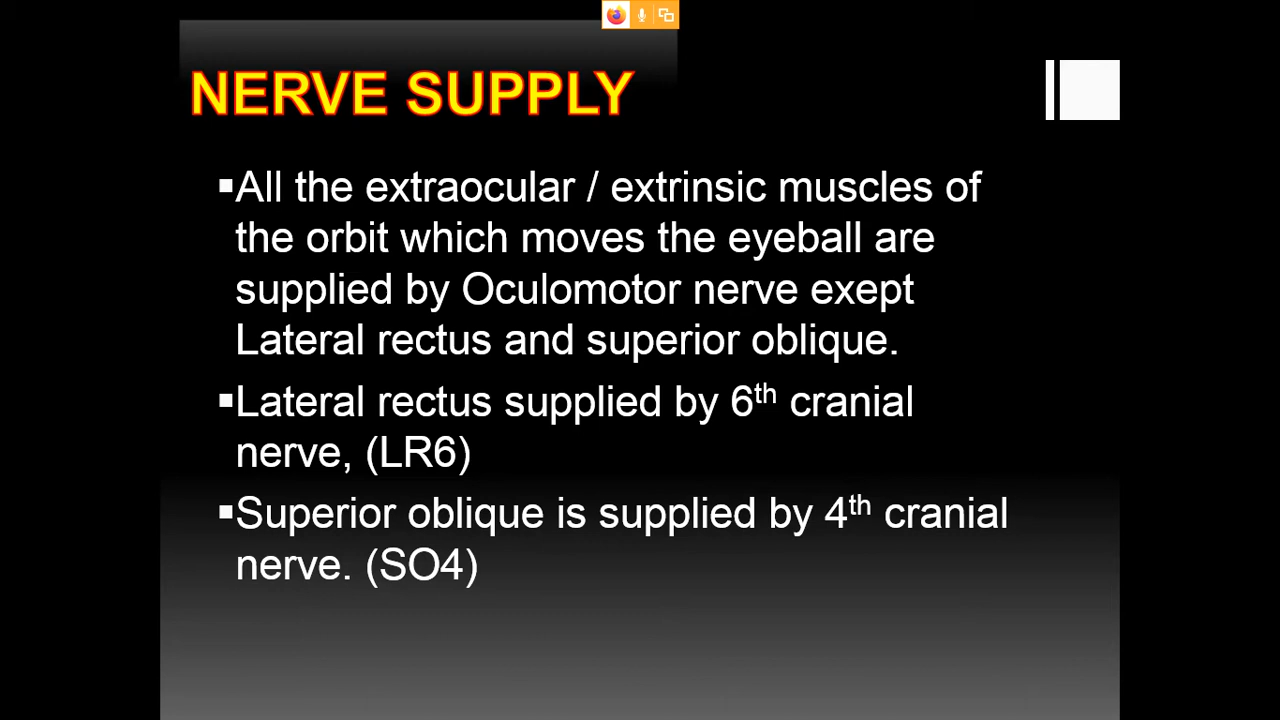 NERVE SUPPLY
▪All the extraocular / extrinsic muscles of
the orbit which moves the eyeball are
supplied by Oculomotor nerve exept
Lateral rectus and superior oblique.
▪Lateral rectus supplied by 6th cranial
nerve, (LR6)
▪Superior oblique is supplied by 4th cranial
nerve. (SO4)